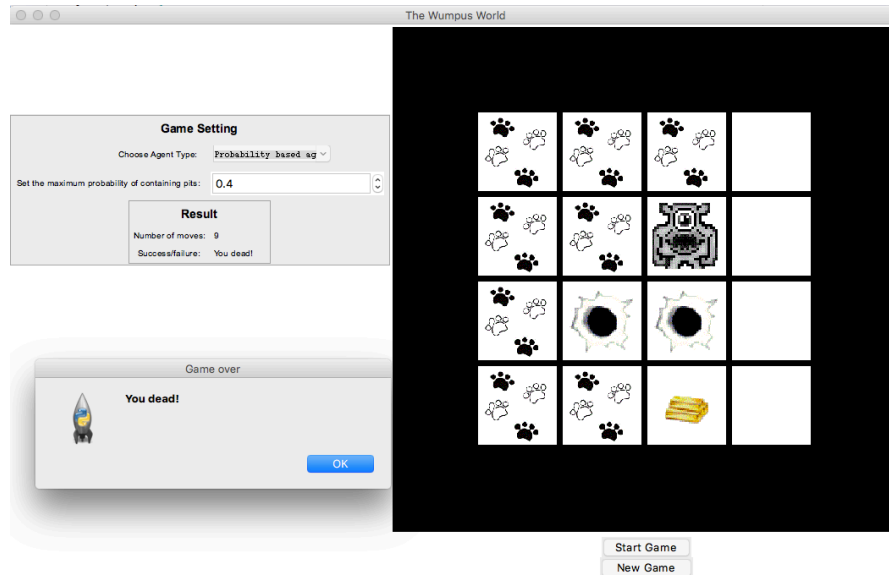 The Wumpus World
Game Setting
Choose Agent Type: Probability based ag
Set the maximum probability of containing pits: 0.4
Result
Number of moves: 9
Success/failure: You dead!
Game over
You dead!
OK
Start Game
New Game